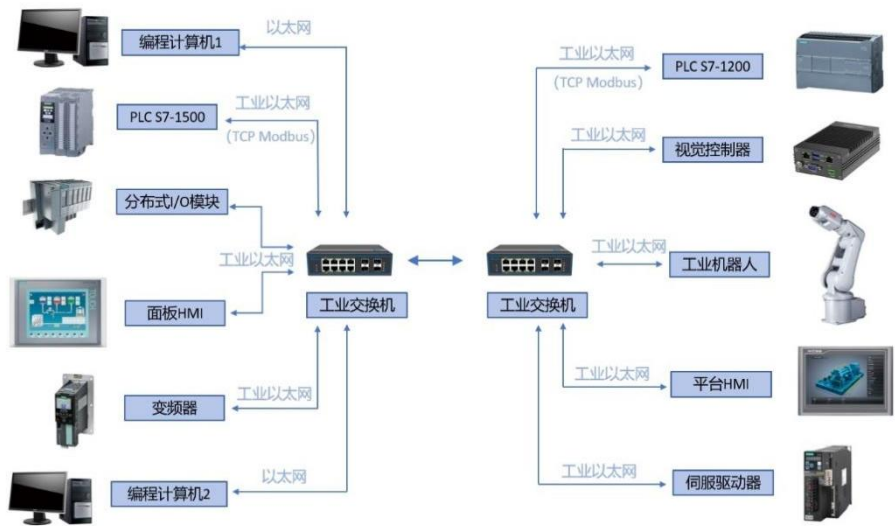 以太网
编程计算机1
工业以太网
PLC S7-1500
(TCP Modbus)
分布式I/O模块
工业以太网
面板HMI
工业交换机
工业以太网
变频器
以太网
编程计算机2
工业以太网
PLC S7-1200
(TCP Modbus)
工业以太网
视觉控制器
工业以太网
工业机器人
工业交换机
工业以太网
平台HMI
工业以太网
伺服驱动器